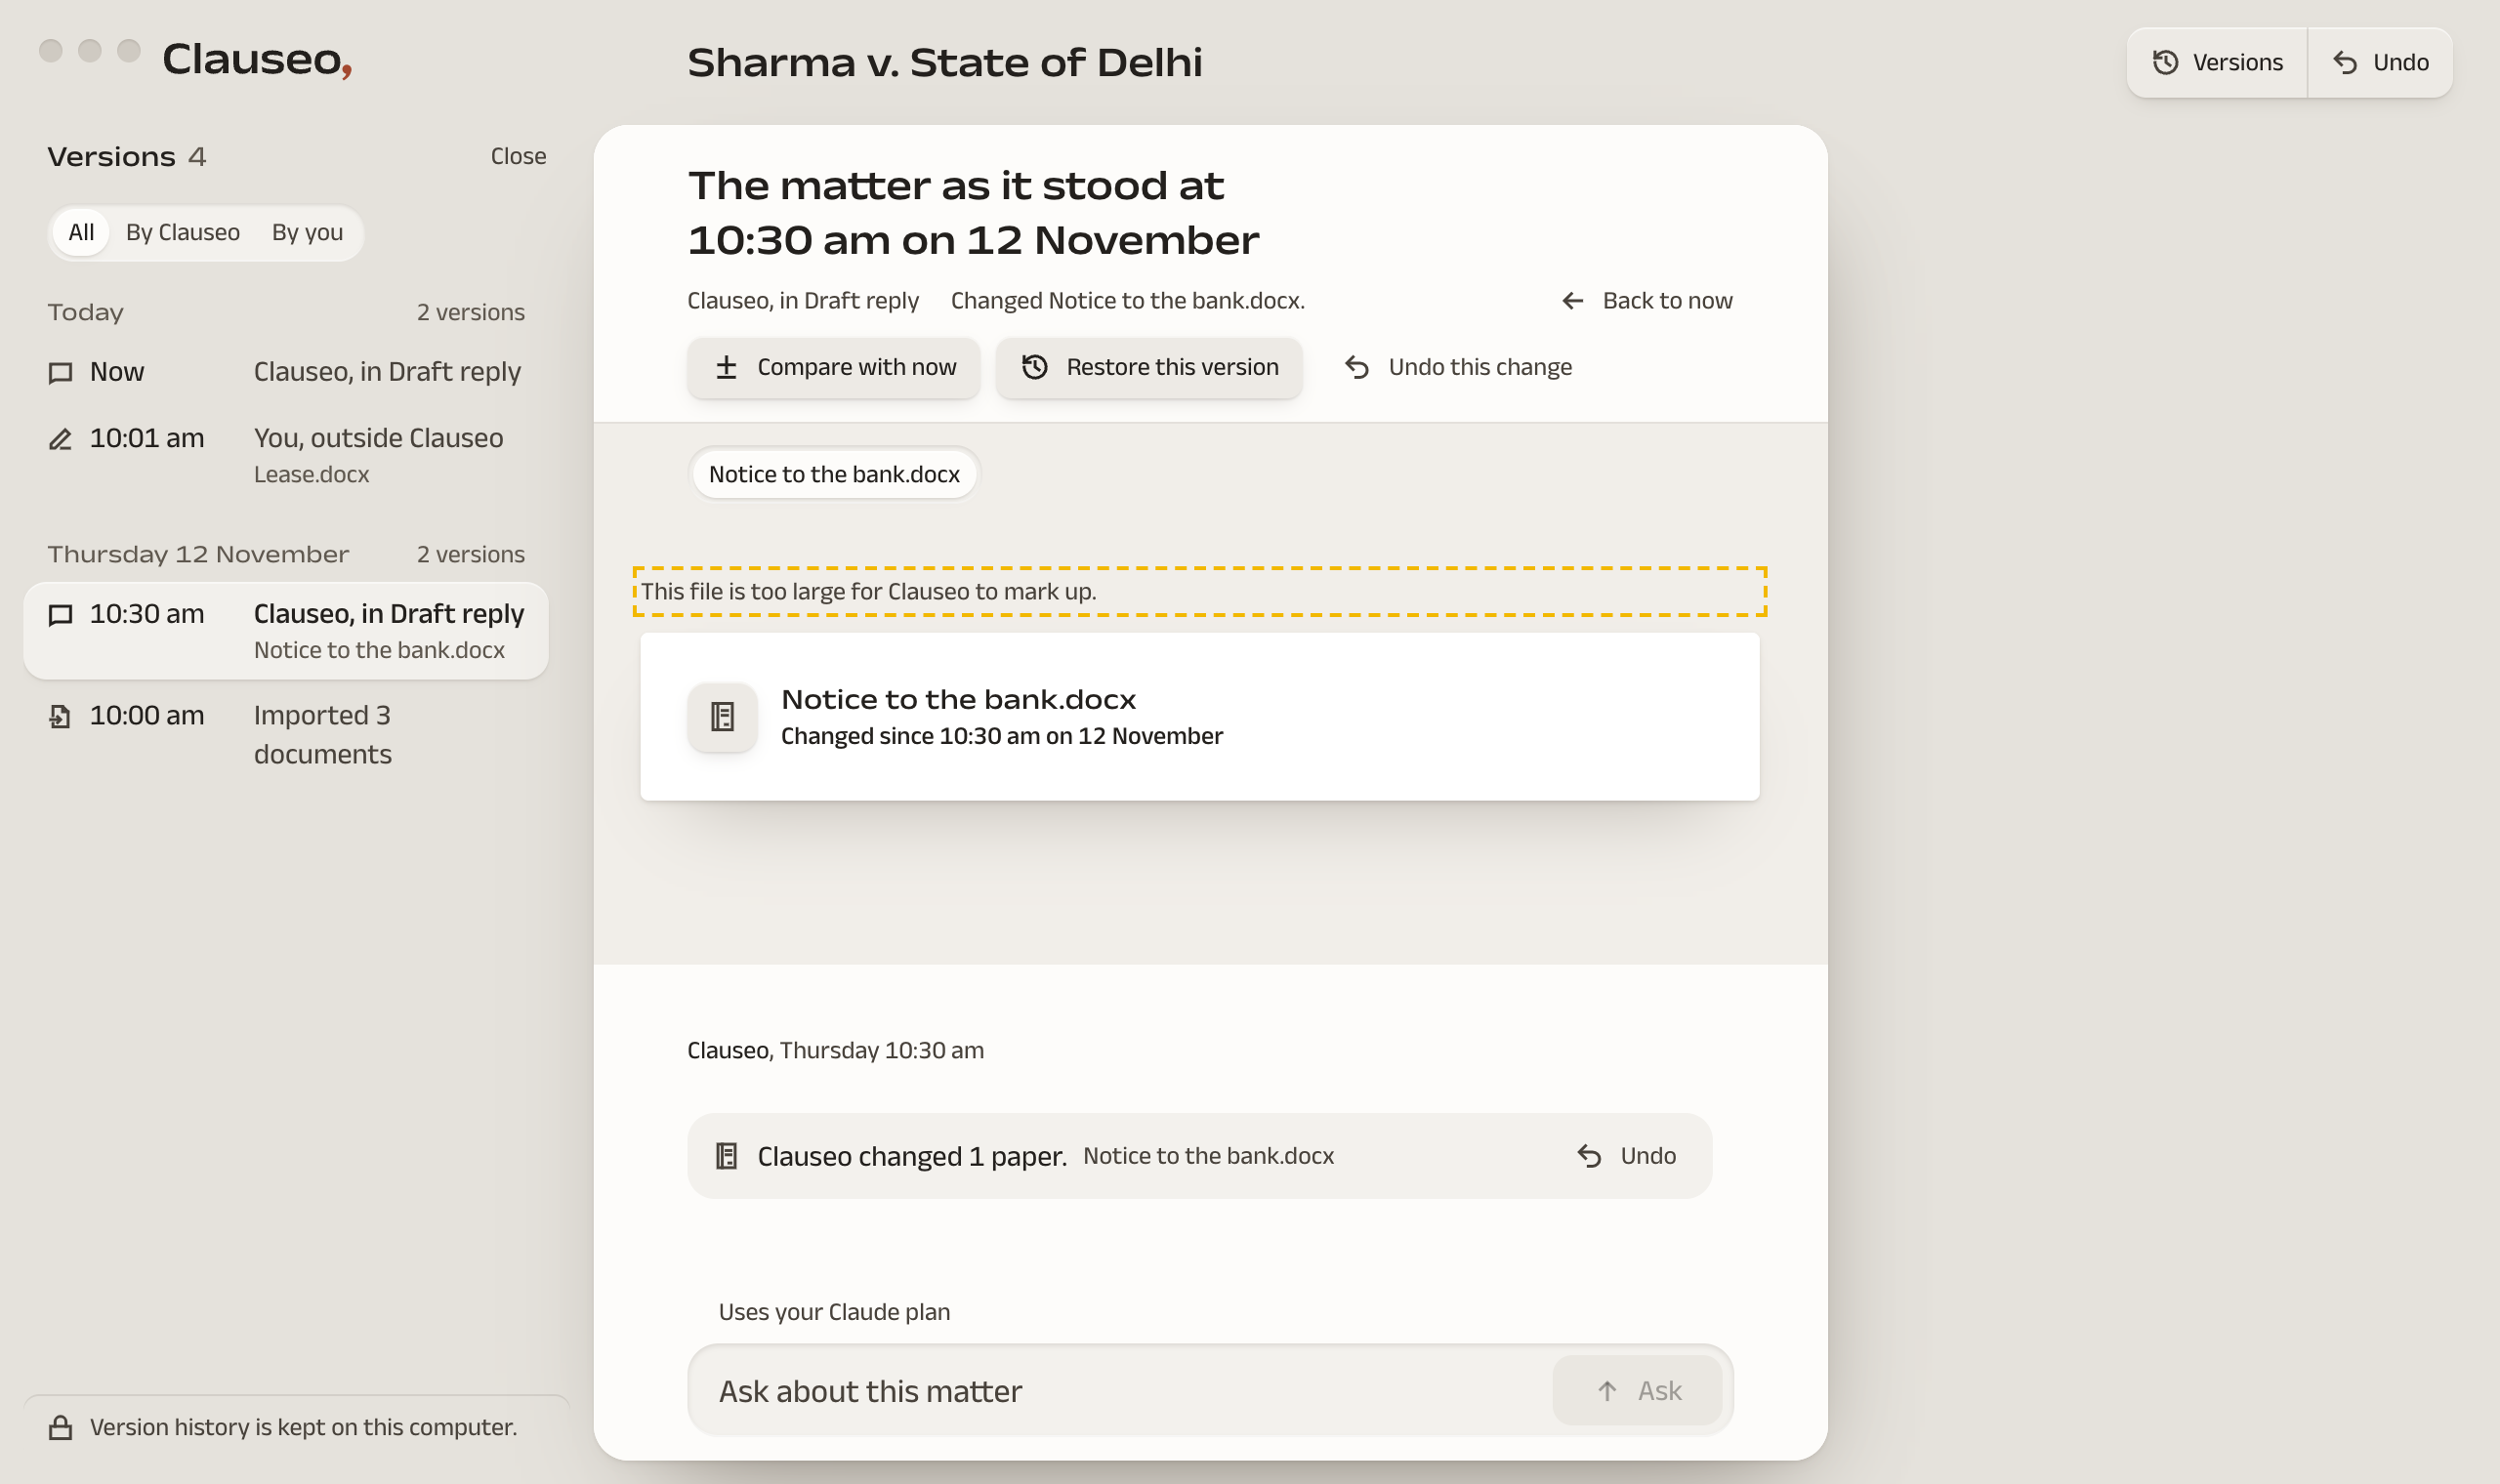 Clauseo,
Sharma v. State of Delhi
Versions
Undo
Versions 4
Close
All
By Clauseo
By you
Today
2 versions
Now
Clauseo, in Draft reply
10:01 am
You, outside Clauseo
Lease.docx
Thursday 12 November
2 versions
10:30 am
Clauseo, in Draft reply
Notice to the bank.docx
10:00 am
Imported 3
documents
Version history is kept on this computer.
The matter as it stood at
10:30 am on 12 November
Clauseo, in Draft reply
Changed Notice to the bank.docx.
Back to now
Compare with now
Restore this version
Undo this change
Notice to the bank.docx
This file is too large for Clauseo to mark up.
Notice to the bank.docx
Changed since 10:30 am on 12 November
Clauseo, Thursday 10:30 am
Clauseo changed 1 paper. Notice to the bank.docx
Undo
Uses your Claude plan
Ask about this matter
Ask